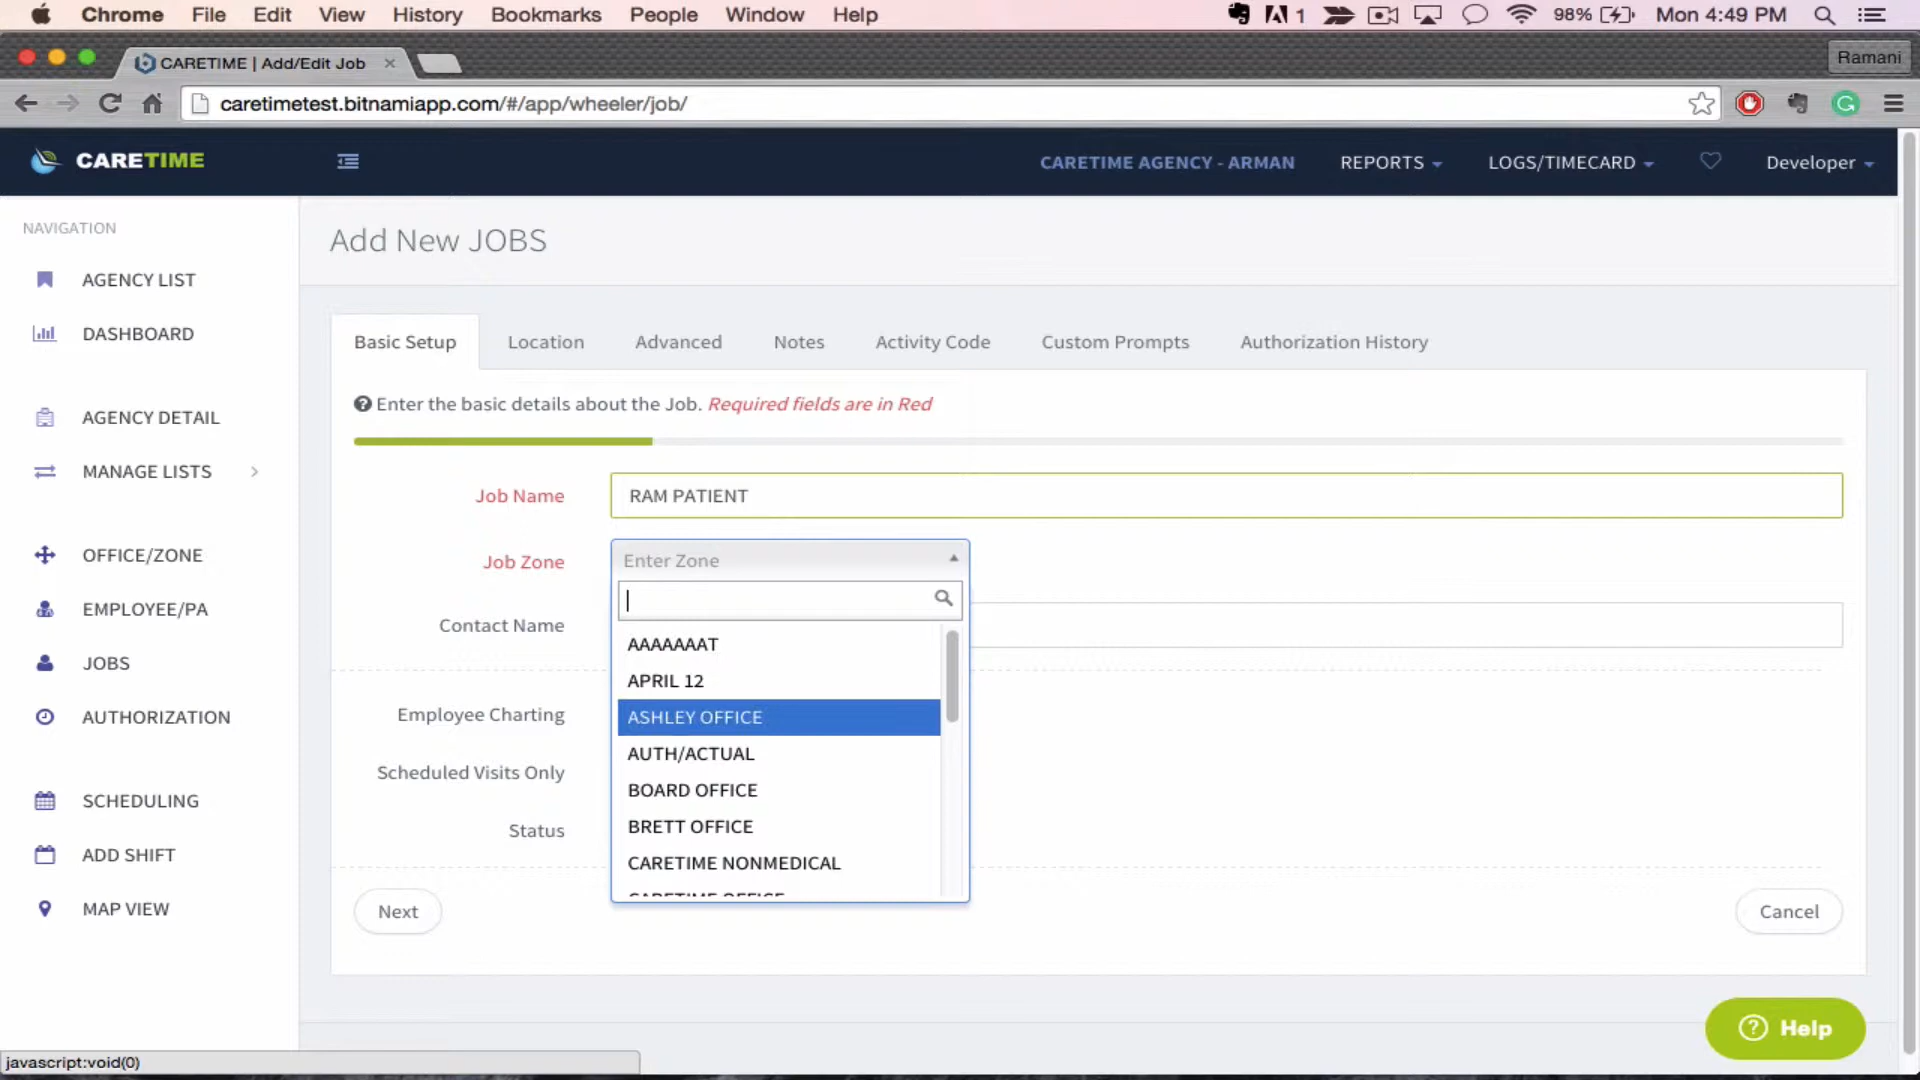 Chrome File Edit View History Bookmarks People Window Help 1 98% Mon 4:49 PM
CARETIME | Add/Edit Job Ramani
caretimetest.bitnamiapp.com/#/app/wheeler/job/
CARETIME CARETIME AGENCY - ARMAN REPORTS LOGS/TIMECARD Developer
NAVIGATION
AGENCY LIST
DASHBOARD
AGENCY DETAIL
MANAGE LISTS
OFFICE/ZONE
EMPLOYEE/PA
JOBS
AUTHORIZATION
SCHEDULING
ADD SHIFT
MAP VIEW
Add New JOBS
Basic Setup Location Advanced Notes Activity Code Custom Prompts Authorization History
Enter the basic details about the Job. Required fields are in Red
Job Name RAM PATIENT
Job Zone Enter Zone
Contact Name
AAAAAAAT
APRIL 12
ASHLEY OFFICE
AUTH/ACTUAL
BOARD OFFICE
BRETT OFFICE
CARETIME NONMEDICAL
CARETIME OFFICE
Employee Charting
Scheduled Visits Only
Status
Next Cancel
Help
javascript:void(0)